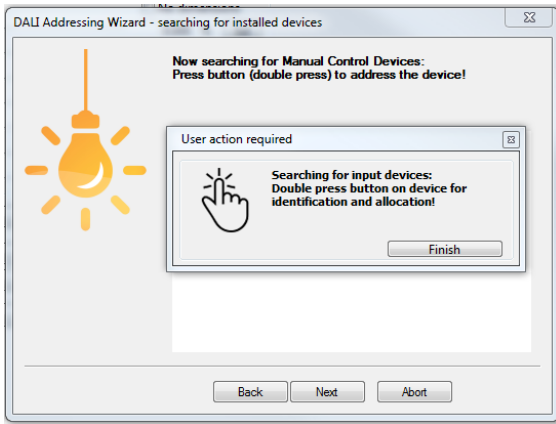 No dimensions
DALI Addressing Wizard - searching for installed devices
Now searching for Manual Control Devices:
Press button (double press) to address the device!
User action required
Searching for input devices:
Double press button on device for
identification and allocation!
Finish
Back
Next
Abort